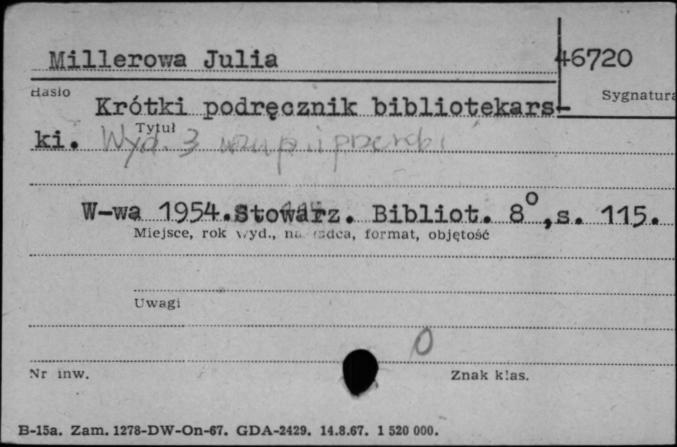 Millerowa Julia 46720
Hasło Sygnatura
Krótki podręcznik bibliotekars-
Tytuł
ki. Wyd. 3 uzup. i przerob.
W-wa 1954.Stowarz. Bibliot. 8°,s. 115.
Miejsce, rok wyd., nakładca, format, objętość
Uwagi
0
Nr inw. Znak klas.
B-15a. Zam. 1278-DW-On-67. GDA-2429. 14.8.67. 1 520 000.